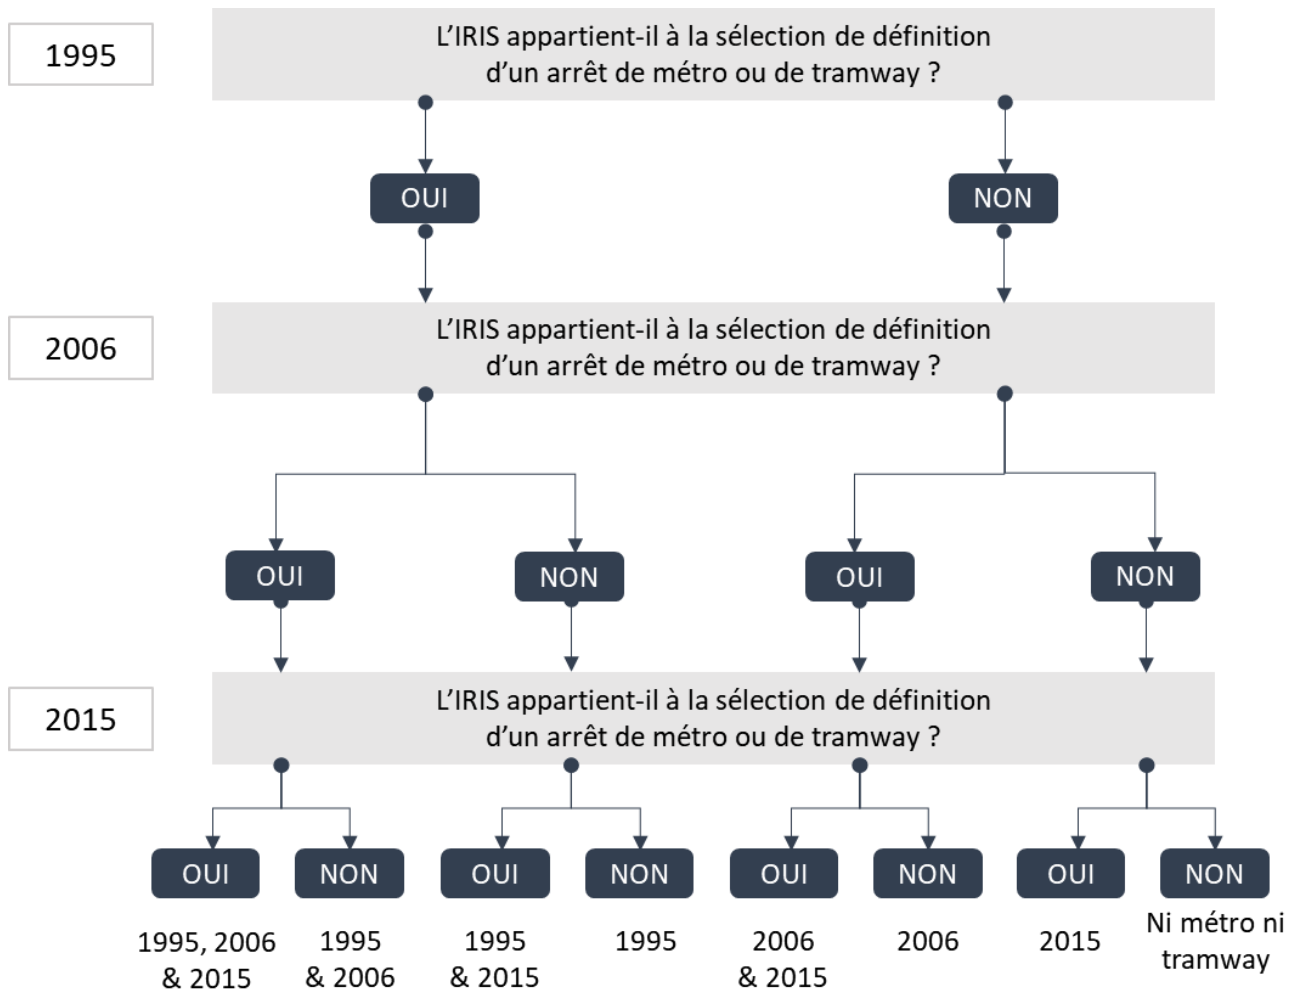 1995
L’IRIS appartient-il à la sélection de définition
d’un arrêt de métro ou de tramway ?
OUI
NON
2006
L’IRIS appartient-il à la sélection de définition
d’un arrêt de métro ou de tramway ?
OUI
NON
OUI
NON
2015
L’IRIS appartient-il à la sélection de définition
d’un arrêt de métro ou de tramway ?
OUI
NON
OUI
NON
OUI
NON
OUI
NON
1995, 2006
& 2015
1995
& 2006
1995
& 2015
1995
2006
& 2015
2006
2015
Ni métro ni
tramway